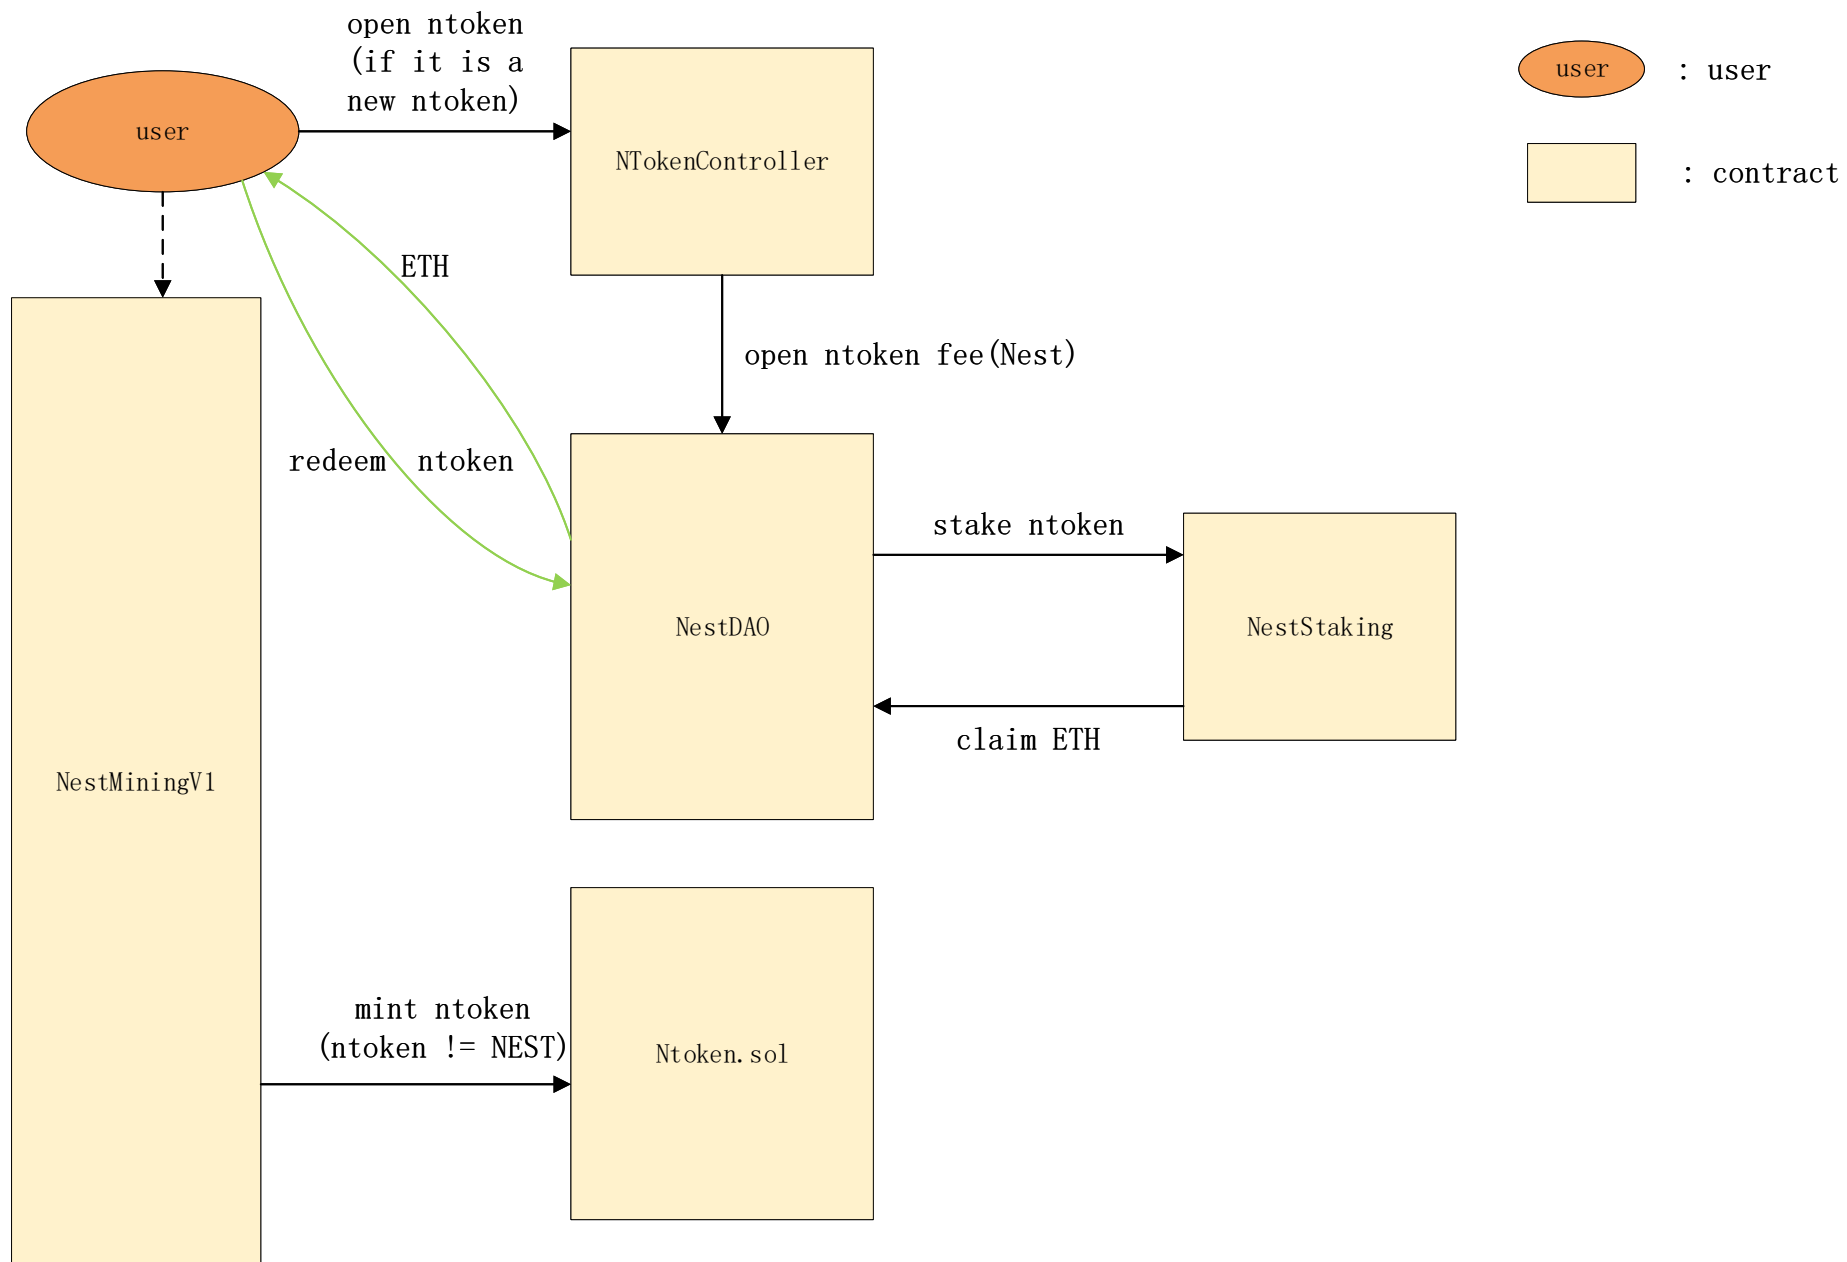 open ntoken
(if it is a
new ntoken)
user
NTokenController
user
: user
: contract
ETH
open ntoken fee(Nest)
redeem ntoken
stake ntoken
NestDAO
NestStaking
claim ETH
NestMiningV1
mint ntoken
(ntoken != NEST)
Ntoken.sol